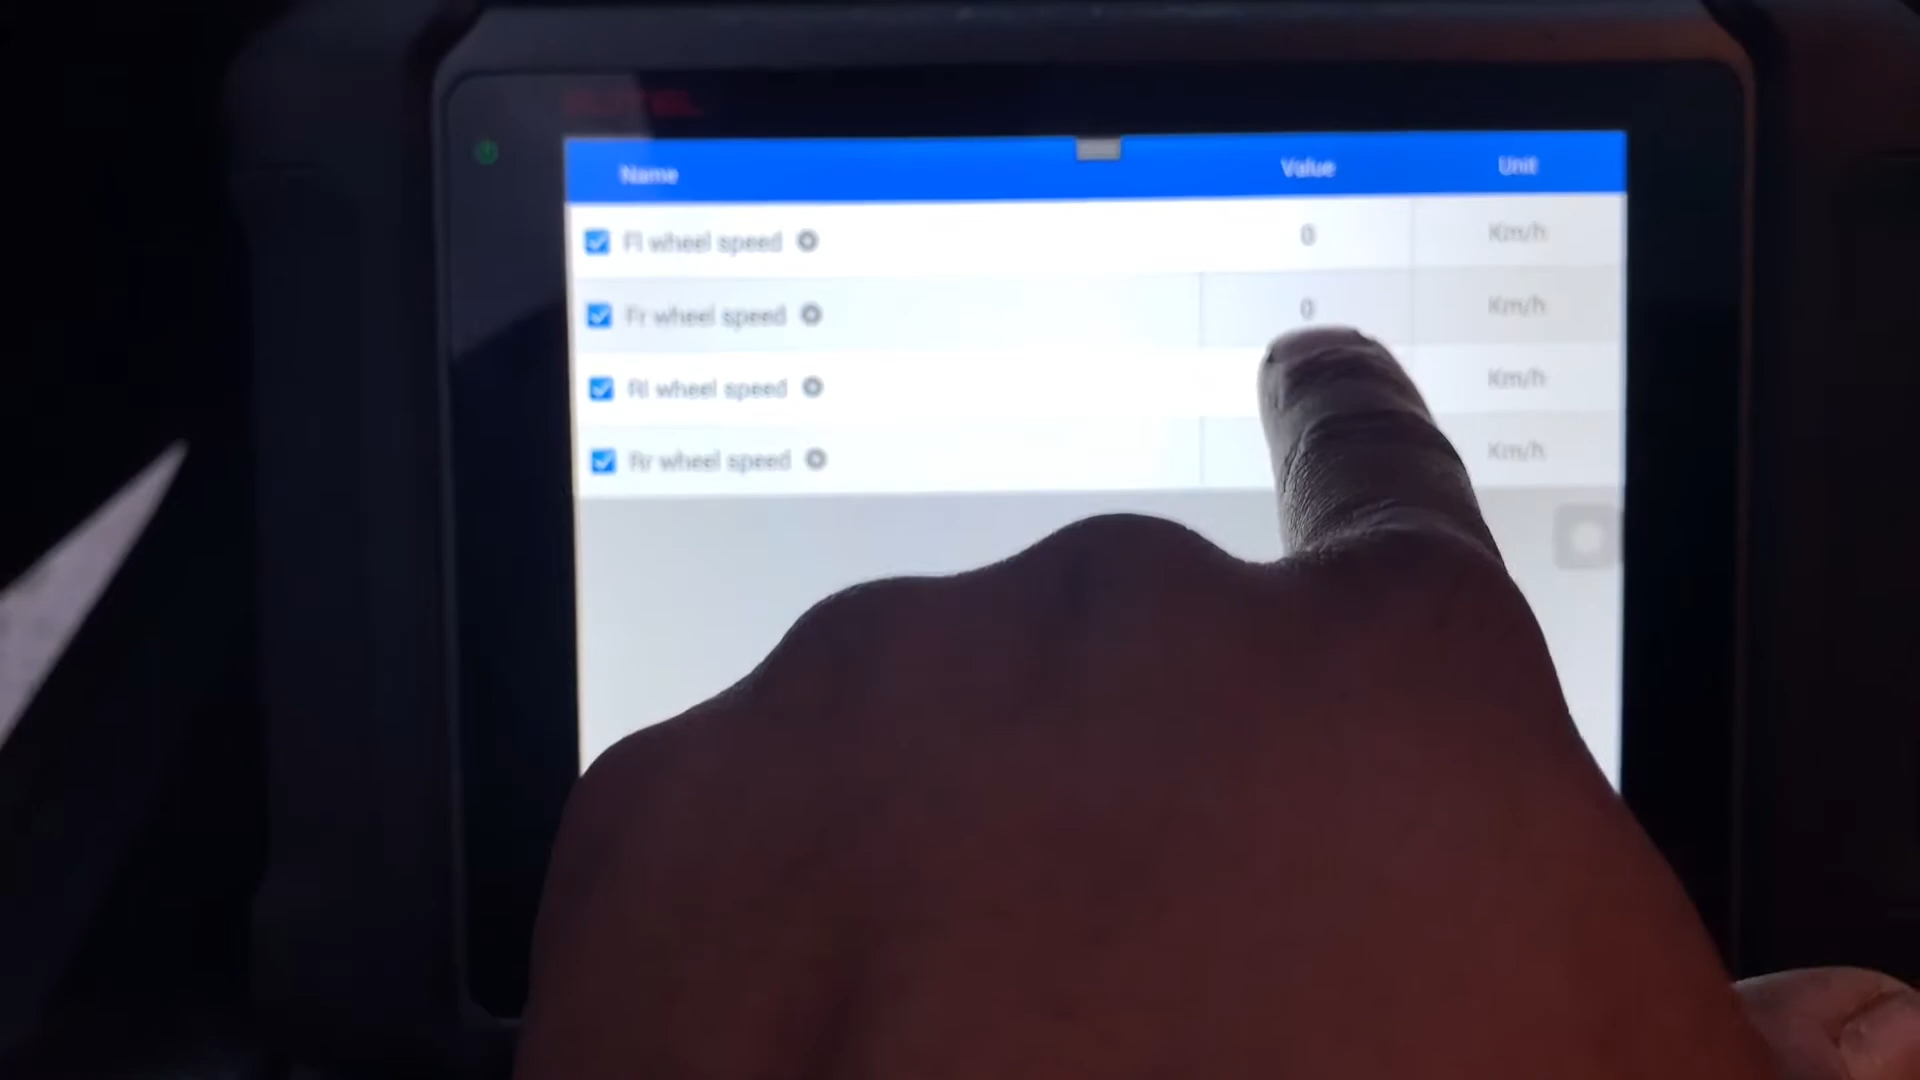 AUTEL
Name Value Unit
Fl wheel speed 0 Km/h
Fr wheel speed 0 Km/h
Rl wheel speed Km/h
Rr wheel speed Km/h